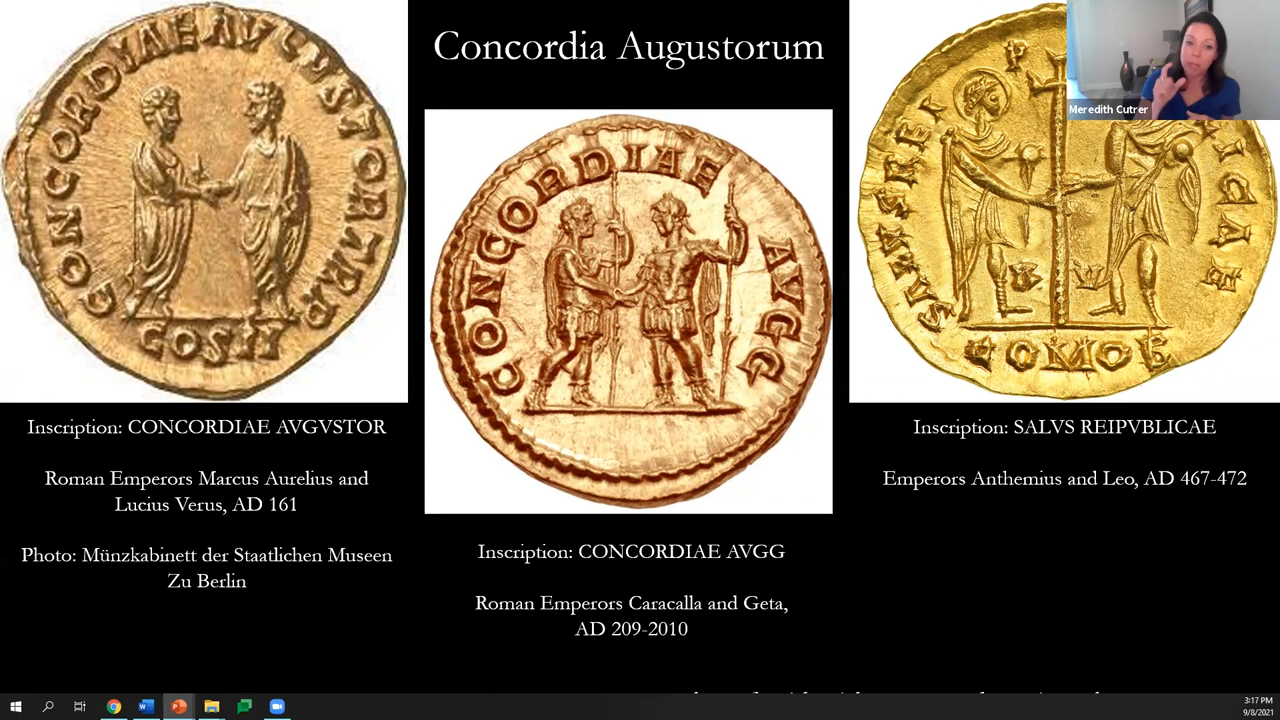 Concordia Augustorum
CONCORDIAE AVGVSTOR TR P
COS II
Inscription: CONCORDIAE AVGVSTOR
Roman Emperors Marcus Aurelius and
Lucius Verus, AD 161
Photo: Münzkabinett der Staatlichen Museen
Zu Berlin
CONCORDIAE AVGG
Inscription: CONCORDIAE AVGG
Roman Emperors Caracalla and Geta,
AD 209-2010
SALVS REI P
ICAE
COMOB
Meredith Cutrer
Inscription: SALVS REIPVBLICAE
Emperors Anthemius and Leo, AD 467-472
3:17 PM
9/8/2021